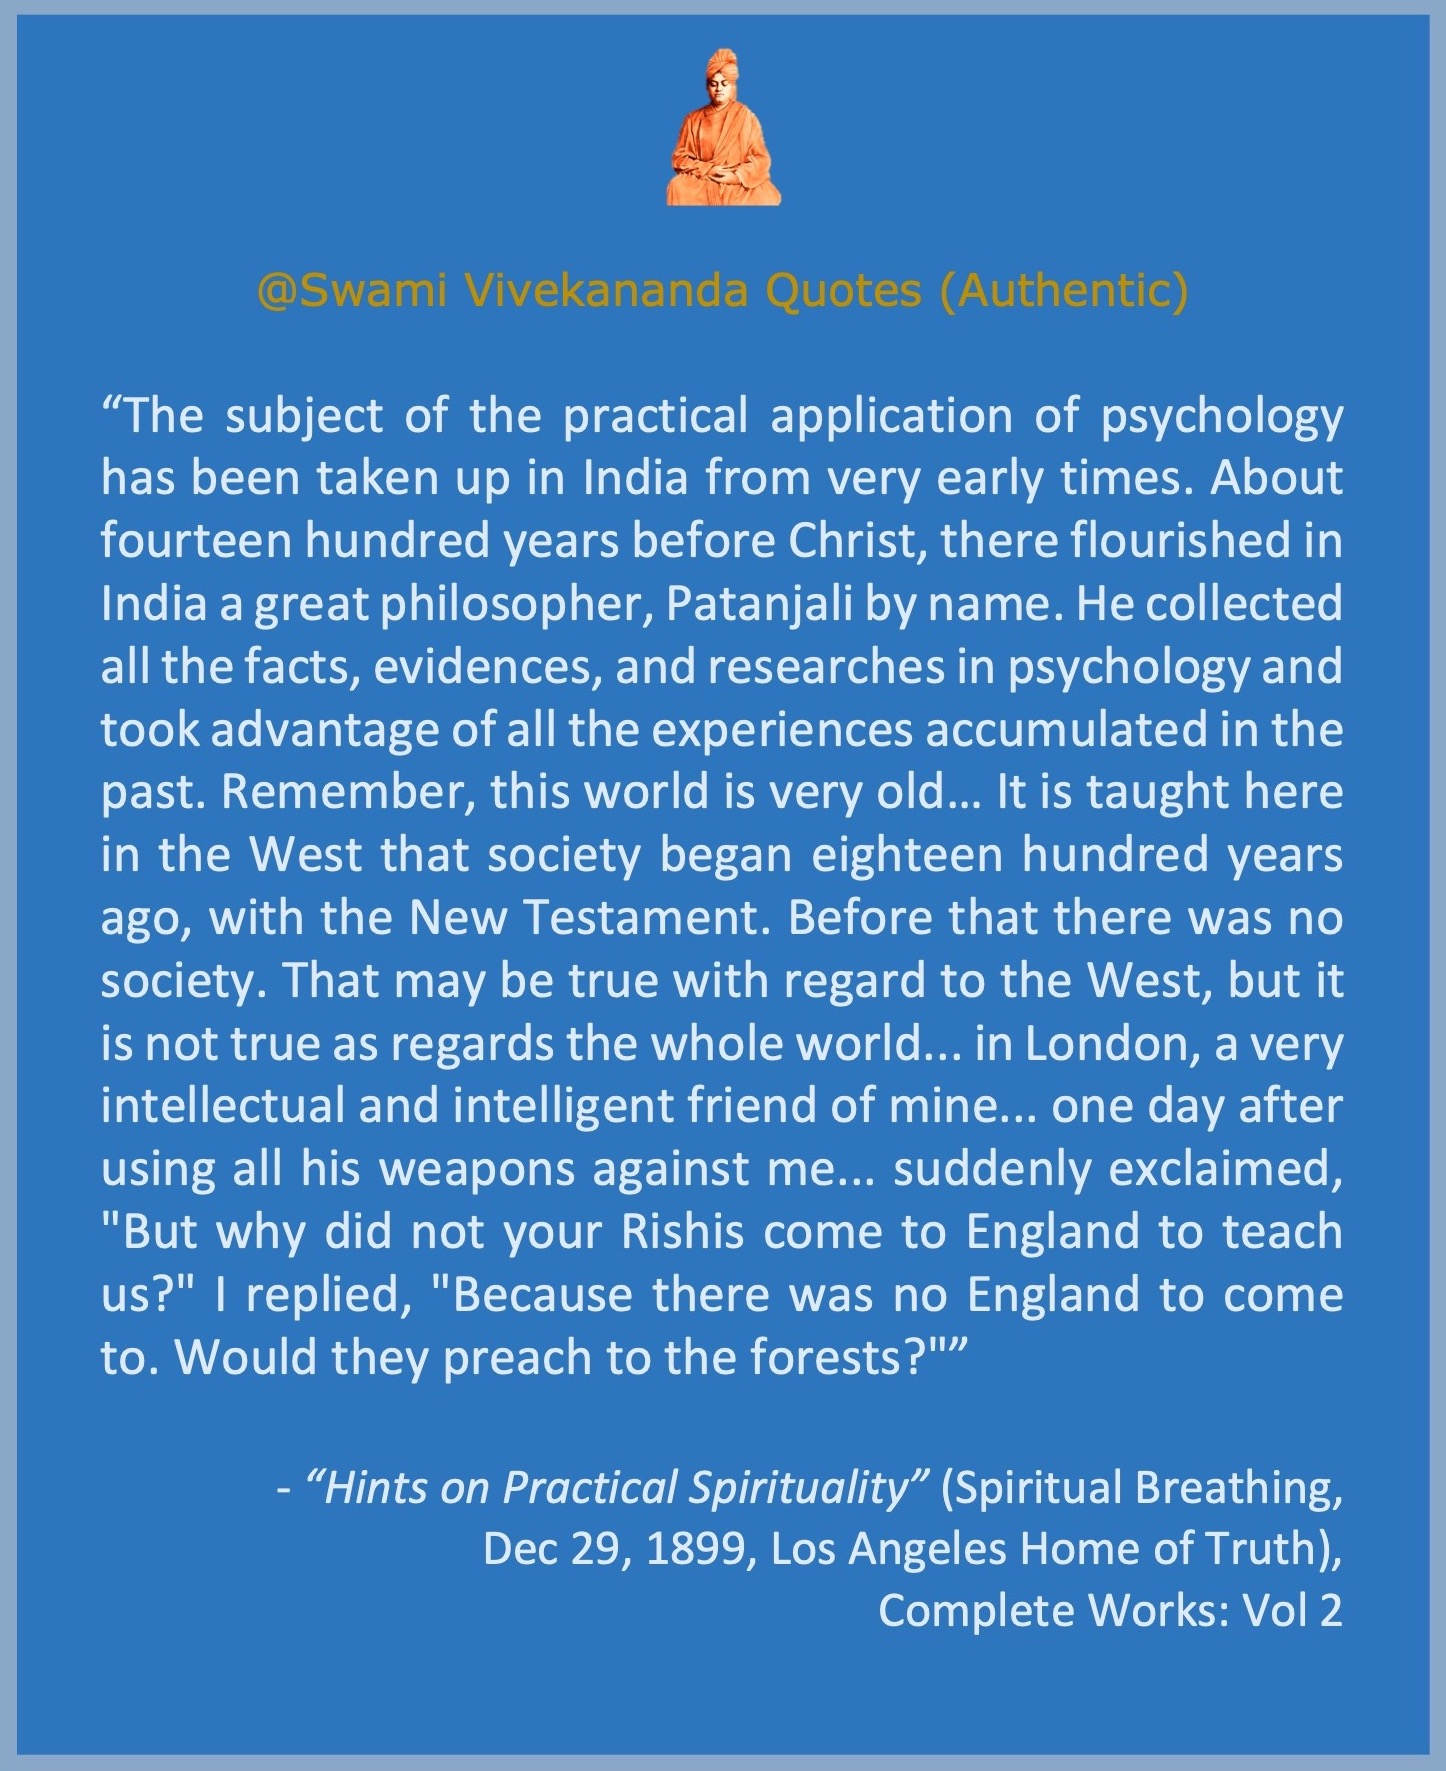 @Swami Vivekananda Quotes (Authentic)
“The subject of the practical application of psychology
has been taken up in India from very early times. About
fourteen hundred years before Christ, there flourished in
India a great philosopher, Patanjali by name. He collected
all the facts, evidences, and researches in psychology and
took advantage of all the experiences accumulated in the
past. Remember, this world is very old... It is taught here
in the West that society began eighteen hundred years
ago, with the New Testament. Before that there was no
society. That may be true with regard to the West, but it
is not true as regards the whole world... in London, a very
intellectual and intelligent friend of mine... one day after
using all his weapons against me... suddenly exclaimed,
"But why did not your Rishis come to England to teach
us?" I replied, "Because there was no England to come
to. Would they preach to the forests?"”
- “Hints on Practical Spirituality” (Spiritual Breathing,
Dec 29, 1899, Los Angeles Home of Truth),
Complete Works: Vol 2